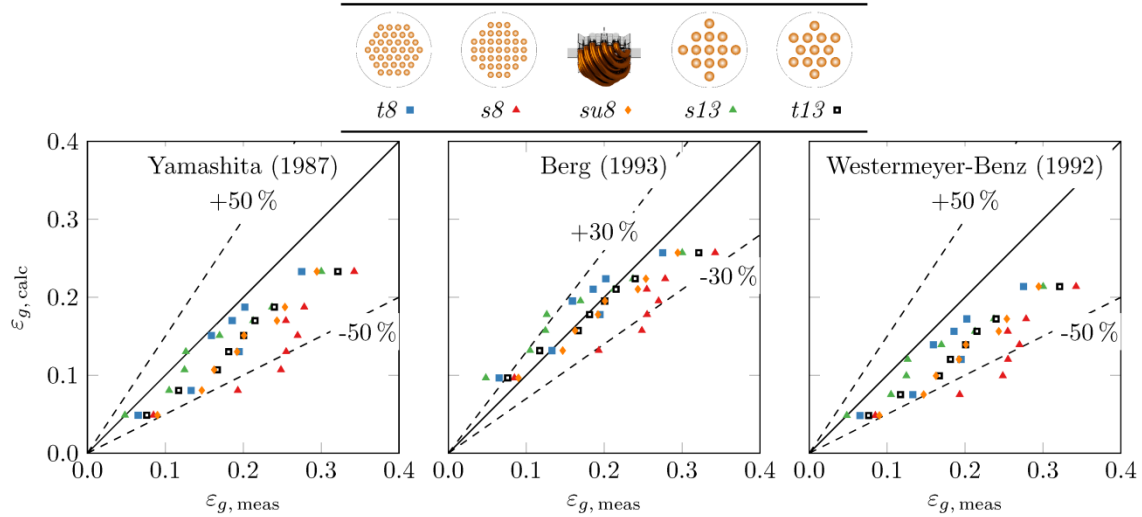 t8 s8 su8 s13 t13
Yamashita (1987) Berg (1993) Westermeyer-Benz (1992)
+50 % +30 % +50 %
-50 % -30 % -50 %
0.4
0.3
0.2
0.1
0.0
ε_g, calc
0.0 0.1 0.2 0.3 0.4 0.0 0.1 0.2 0.3 0.4 0.0 0.1 0.2 0.3 0.4
ε_g, meas ε_g, meas ε_g, meas